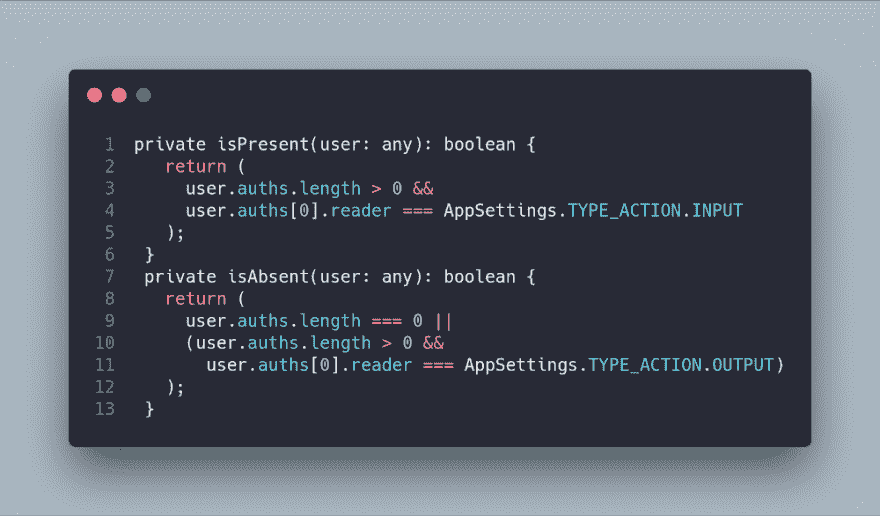 1 private isPresent(user: any): boolean {
2 return (
3 user.auths.length > 0 &&
4 user.auths[0].reader === AppSettings.TYPE_ACTION.INPUT
5 );
6 }
7 private isAbsent(user: any): boolean {
8 return (
9 user.auths.length === 0 ||
10 (user.auths.length > 0 &&
11 user.auths[0].reader === AppSettings.TYPE_ACTION.OUTPUT)
12 );
13 }